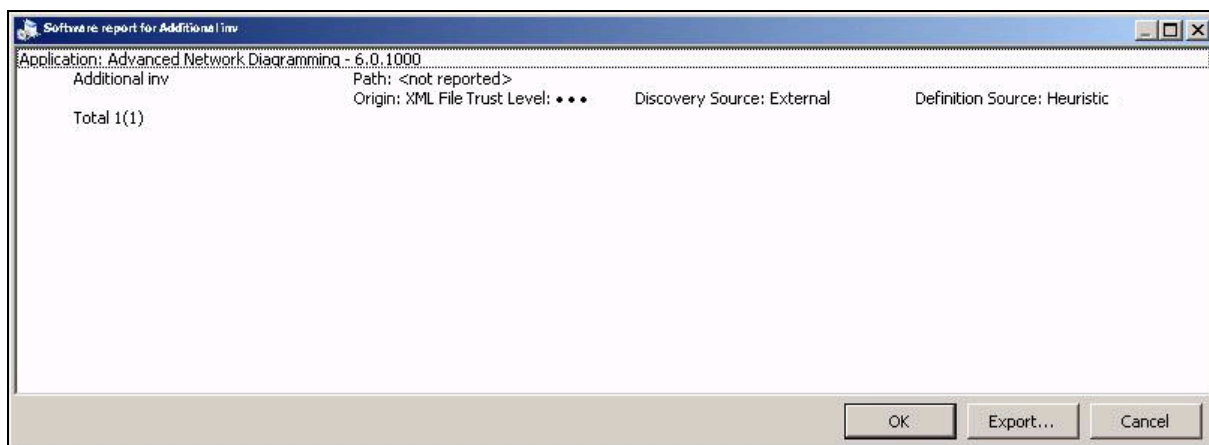 Software report for Additional inv
Application: Advanced Network Diagramming - 6.0.1000
Additional inv Path: <not reported>
Origin: XML File Trust Level: • • • Discovery Source: External Definition Source: Heuristic
Total 1(1)
OK Export... Cancel